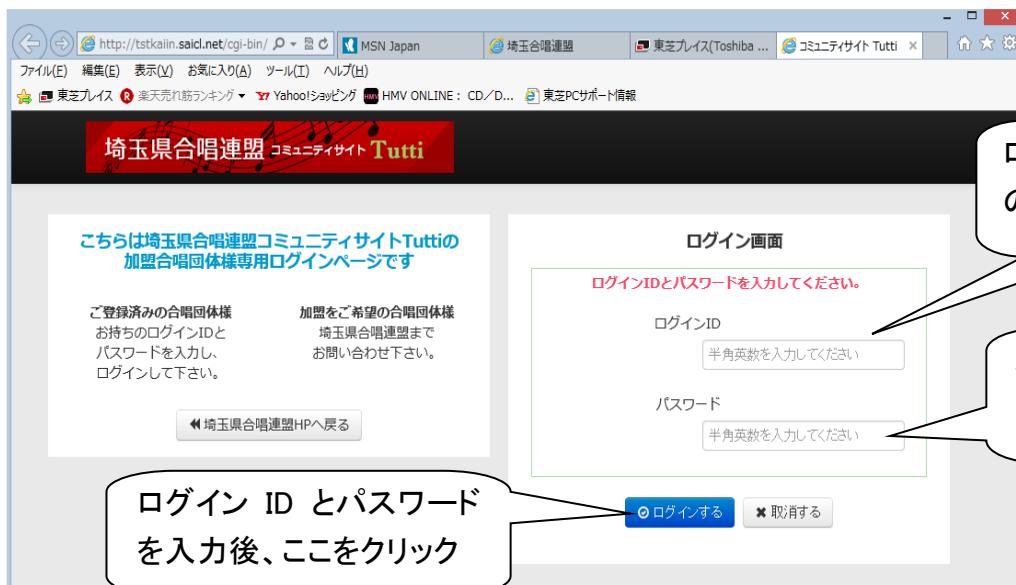 http://tstkaiin.saicl.net/cgi-bin/
MSN Japan
埼玉合唱連盟
東芝プレイス(Toshiba ...
コミュニティサイト Tutti
ファイル(F) 編集(E) 表示(V) お気に入り(A) ツール(T) ヘルプ(H)
東芝プレイス 楽天売れ筋ランキング Yahoo!ショッピング HMV ONLINE : CD/D... 東芝PCサポート情報
埼玉県合唱連盟 コミュニティサイト Tutti
こちらは埼玉県合唱連盟コミュニティサイトTuttiの
加盟合唱団体様専用ログインページです
ご登録済みの合唱団体様
お持ちのログインIDと
パスワードを入力し、
ログインして下さい。
加盟をご希望の合唱団体様
埼玉県合唱連盟まで
お問い合わせ下さい。
埼玉県合唱連盟HPへ戻る
ログイン画面
ログインIDとパスワードを入力してください。
ログインID
半角英数を入力してください
パスワード
半角英数を入力してください
ログインする
取消する
ログイン ID とパスワード
を入力後、ここをクリック